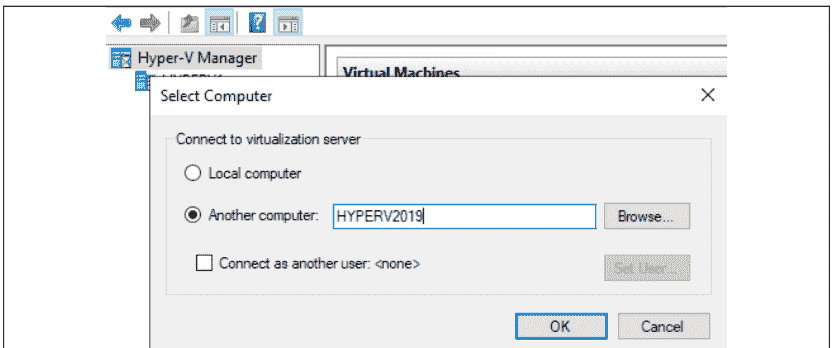 Hyper-V Manager
Virtual Machines
Select Computer
Connect to virtualization server
Local computer
Another computer: HYPERV2019 Browse...
Connect as another user: <none> Set User...
OK Cancel